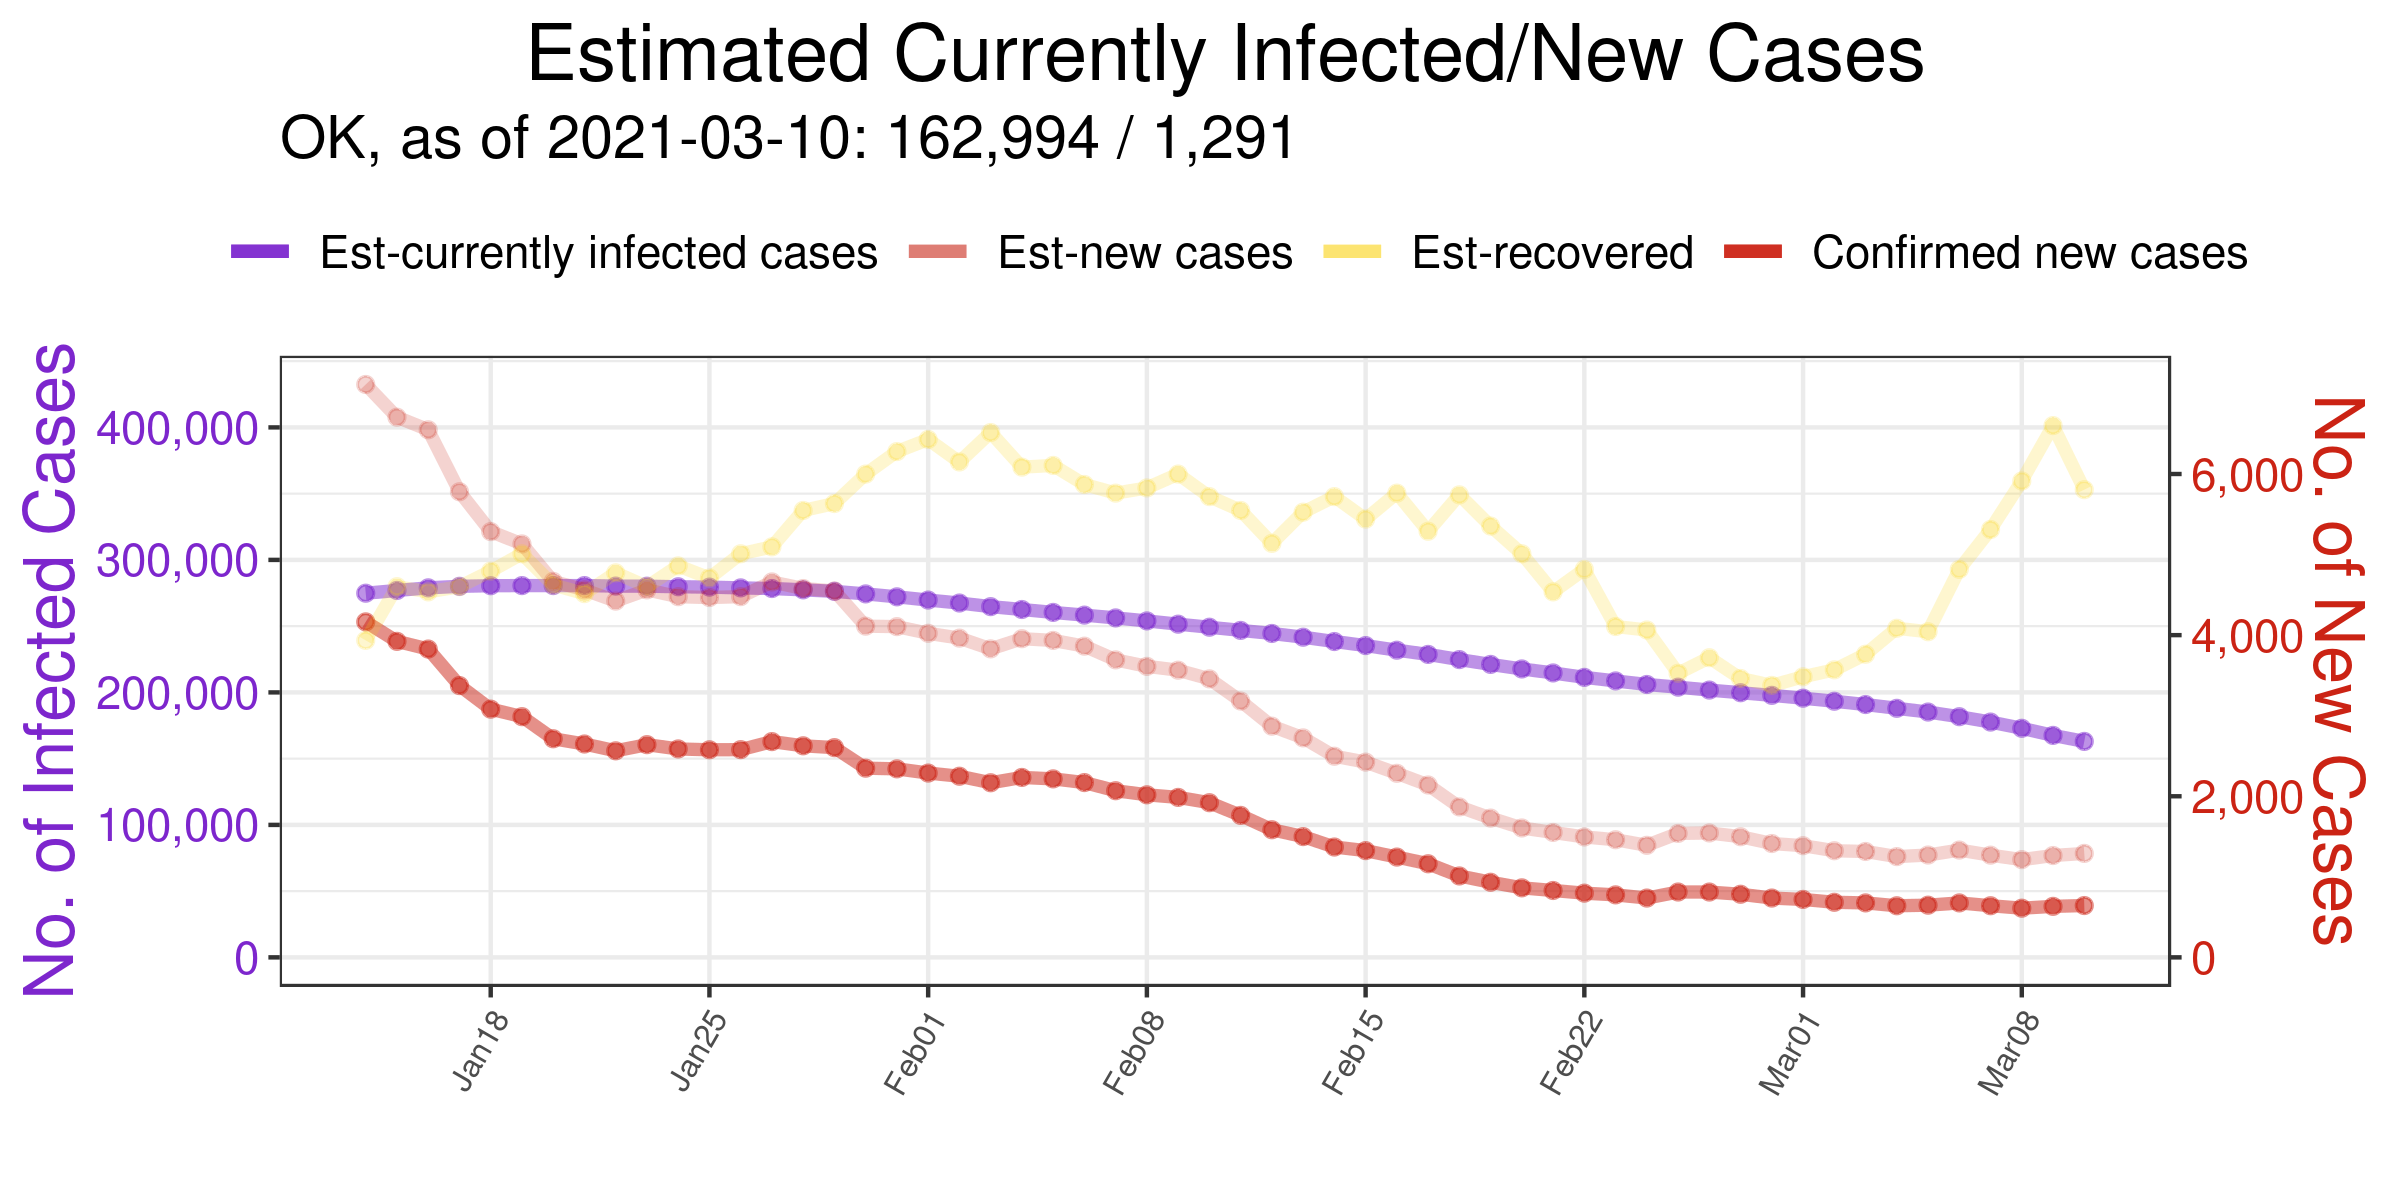 Estimated Currently Infected/New Cases
OK, as of 2021-03-10: 162,994 / 1,291
Est-currently infected cases Est-new cases Est-recovered Confirmed new cases
No. of Infected Cases
400,000
300,000
200,000
100,000
0
6,000
4,000
2,000
0
No. of New Cases
Jan18 Jan25 Feb01 Feb08 Feb15 Feb22 Mar01 Mar08